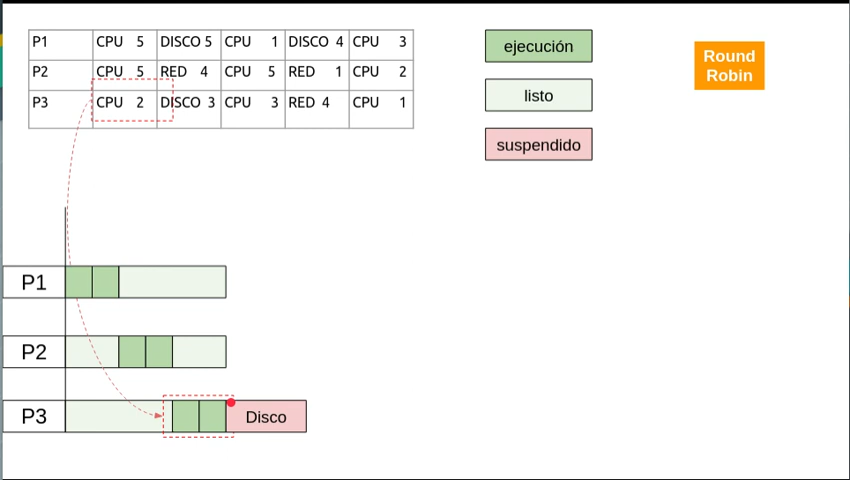 P1 CPU 5 DISCO 5 CPU 1 DISCO 4 CPU 3
P2 CPU 5 RED 4 CPU 5 RED 1 CPU 2
P3 CPU 2 DISCO 3 CPU 3 RED 4 CPU 1
ejecución
listo
suspendido
Round
Robin
P1
P2
P3 Disco